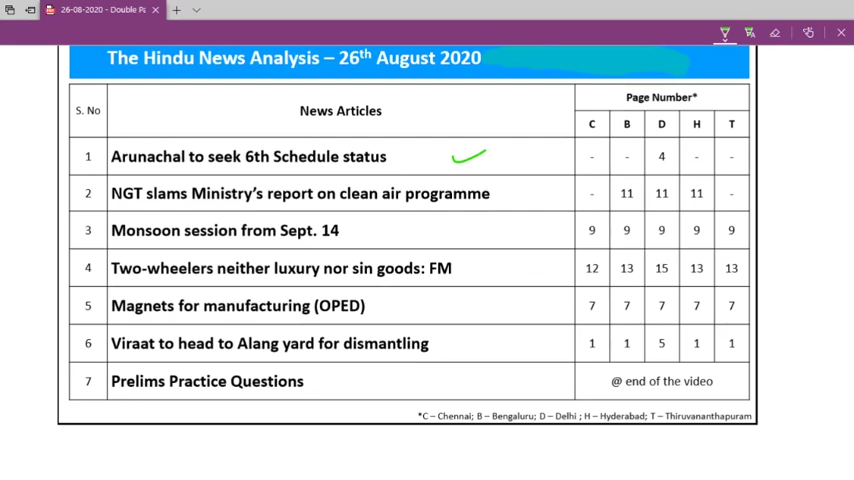 26-08-2020 - Double Pa
The Hindu News Analysis – 26th August 2020
S. No News Articles Page Number*
C B D H T
1 Arunachal to seek 6th Schedule status - - 4 - -
2 NGT slams Ministry's report on clean air programme - 11 11 11 -
3 Monsoon session from Sept. 14 9 9 9 9 9
4 Two-wheelers neither luxury nor sin goods: FM 12 13 15 13 13
5 Magnets for manufacturing (OPED) 7 7 7 7 7
6 Viraat to head to Alang yard for dismantling 1 1 5 1 1
7 Prelims Practice Questions @ end of the video
*C – Chennai; B – Bengaluru; D – Delhi ; H – Hyderabad; T – Thiruvananthapuram